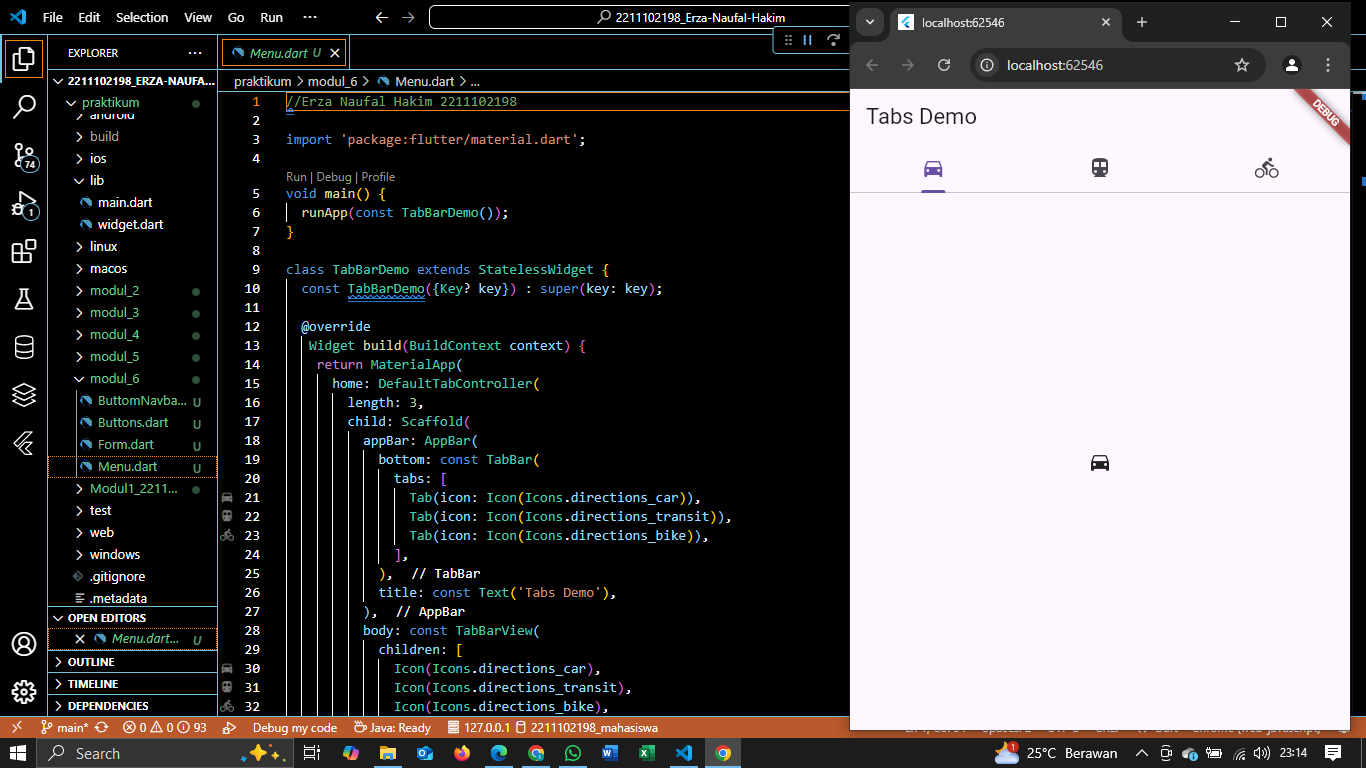 File Edit Selection View Go Run ···
2211102198_Erza-Naufal-Hakim
localhost:62546
localhost:62546
EXPLORER ···
2211102198_ERZA-NAUFA...
praktikum
android
build
ios
lib
main.dart
widget.dart
linux
macos
modul_2
modul_3
modul_4
modul_5
modul_6
ButtomNavba... U
Buttons.dart U
Form.dart U
Menu.dart U
Modul1_2211...
test
web
windows
.gitignore
.metadata
OPEN EDITORS
Menu.dart... U
OUTLINE
TIMELINE
DEPENDENCIES
74
1
Menu.dart U
praktikum > modul_6 > Menu.dart > ...
1 //Erza Naufal Hakim 2211102198
2
3 import 'package:flutter/material.dart';
4
Run | Debug | Profile
5 void main() {
6 runApp(const TabBarDemo());
7 }
8
9 class TabBarDemo extends StatelessWidget {
10 const TabBarDemo({Key? key}) : super(key: key);
11
12 @override
13 Widget build(BuildContext context) {
14 return MaterialApp(
15 home: DefaultTabController(
16 length: 3,
17 child: Scaffold(
18 appBar: AppBar(
19 bottom: const TabBar(
20 tabs: [
21 Tab(icon: Icon(Icons.directions_car)),
22 Tab(icon: Icon(Icons.directions_transit)),
23 Tab(icon: Icon(Icons.directions_bike)),
24 ],
25 ), // TabBar
26 title: const Text('Tabs Demo'),
27 ), // AppBar
28 body: const TabBarView(
29 children: [
30 Icon(Icons.directions_car),
31 Icon(Icons.directions_transit),
32 Icon(Icons.directions_bike),
Tabs Demo
DEBUG
main* 0 0 93 Debug my code Java: Ready 127.0.0.1 2211102198_mahasiswa
Search
1 25°C Berawan 23:14